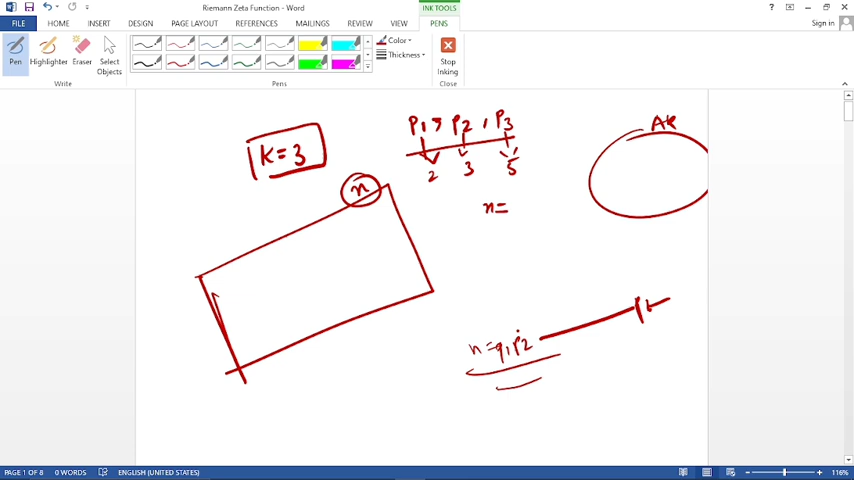 Riemann Zeta Function - Word
INK TOOLS
FILE HOME INSERT DESIGN PAGE LAYOUT REFERENCES MAILINGS REVIEW VIEW PENS
Sign in
Pen Highlighter Eraser Select Objects
Color
Thickness
Stop Inking
Write Pens Close
P1, P2, P3
AK
K=3
2 3 5
n
n=
n=q1p2
PAGE 1 OF 8 0 WORDS ENGLISH (UNITED STATES) 116%